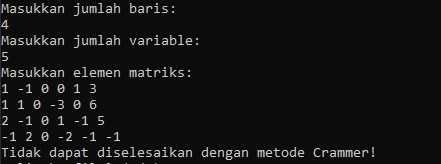 Masukkan jumlah baris:
4
Masukkan jumlah variable:
5
Masukkan elemen matriks:
1 -1 0 0 1 3
1 1 0 -3 0 6
2 -1 0 1 -1 5
-1 2 0 -2 -1 -1
Tidak dapat diselesaikan dengan metode Crammer!